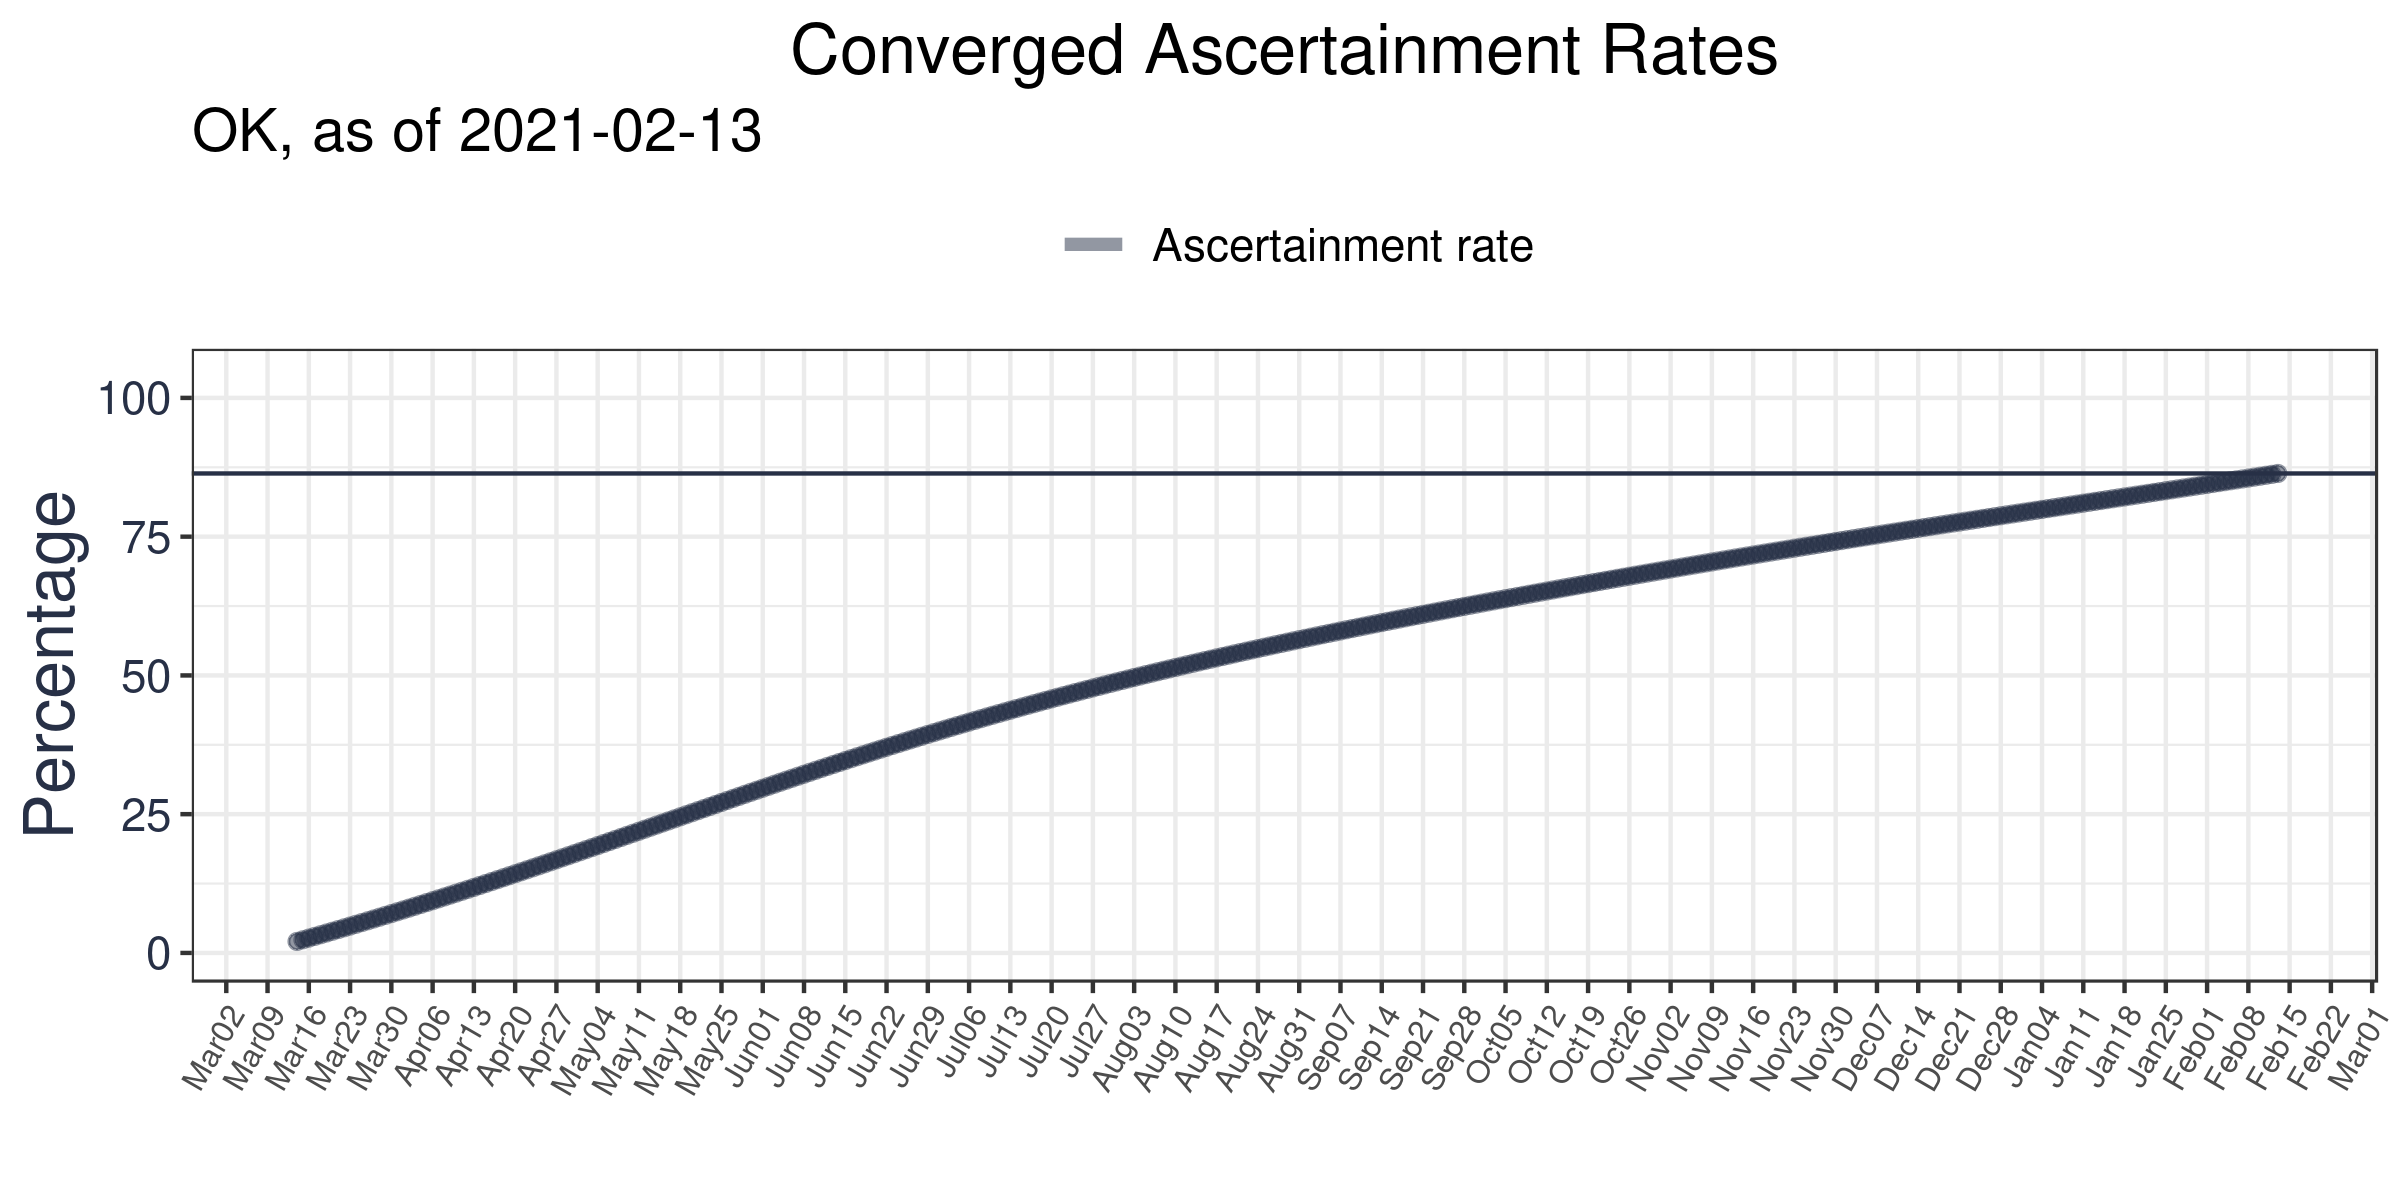 Converged Ascertainment Rates
OK, as of 2021-02-13
Ascertainment rate
Percentage
100
75
50
25
0
Mar02
Mar09
Mar16
Mar23
Mar30
Apr06
Apr13
Apr20
Apr27
May04
May11
May18
May25
Jun01
Jun08
Jun15
Jun22
Jun29
Jul06
Jul13
Jul20
Jul27
Aug03
Aug10
Aug17
Aug24
Aug31
Sep07
Sep14
Sep21
Sep28
Oct05
Oct12
Oct19
Oct26
Nov02
Nov09
Nov16
Nov23
Nov30
Dec07
Dec14
Dec21
Dec28
Jan04
Jan11
Jan18
Jan25
Feb01
Feb08
Feb15
Feb22
Mar01